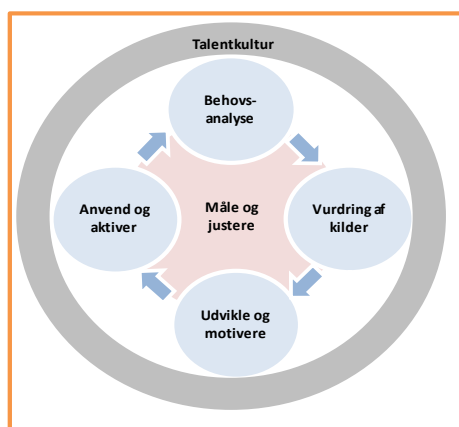 Talentkultur
Behovs-
analyse
Anvend og
aktiver
Måle og
justere
Vurdring af
kilder
Udvikle og
motivere